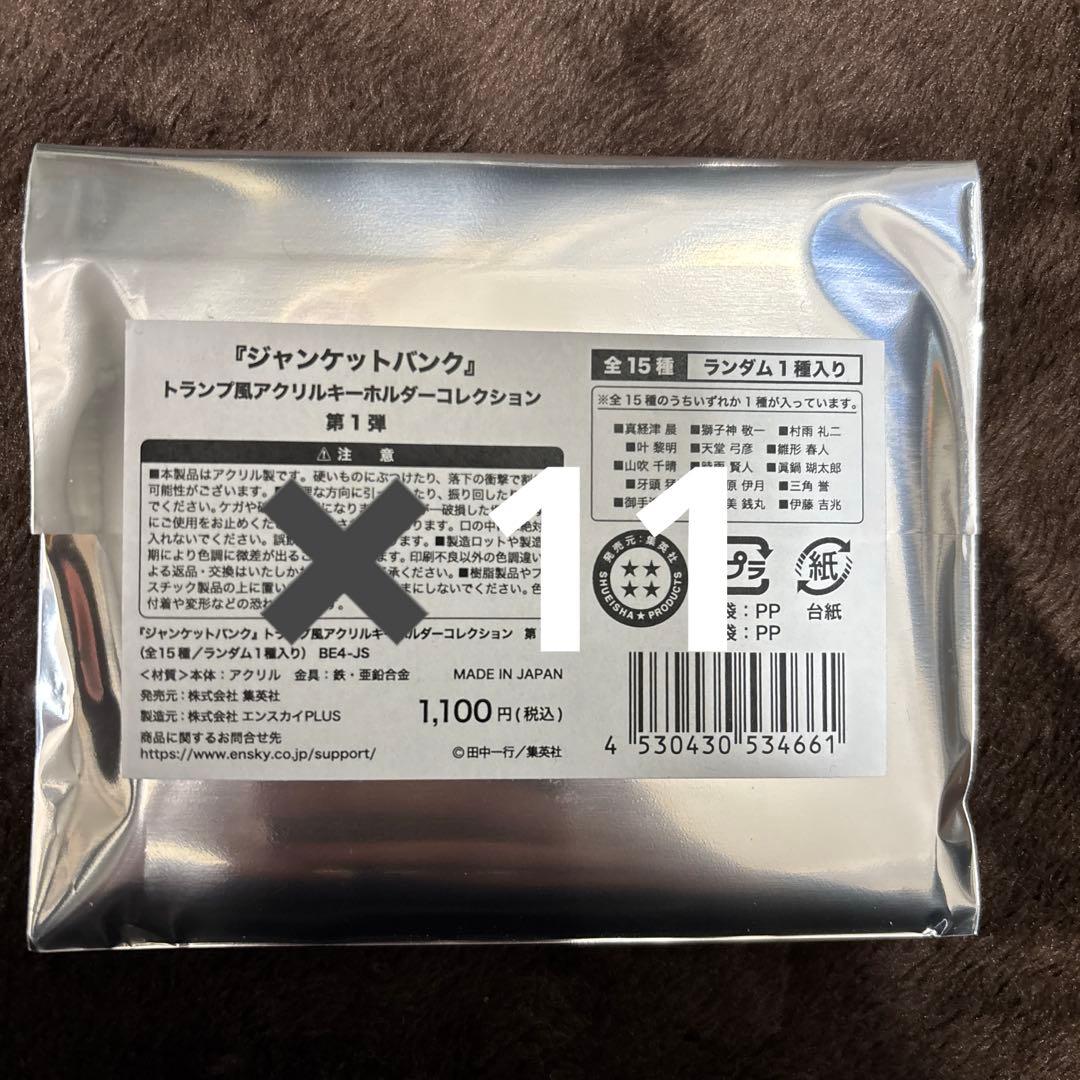 『ジャンケットバンク』
トランプ風アクリルキーホルダーコレクション
第1弾
⚠注 意
■本製品はアクリル製です。硬いものにぶつけたり、落下の衝撃で割
可能性がございます。
たり、振り回したり
でください。ケガや
にご使用をお止めくだ
入れないでください。誤
ます。■製造ロットや製造
期により色調に微差が出るこ
す。印刷不良以外の色調違い
よる返品・交換はいたしか
承ください。■樹脂製品やプ
スチック製品の上に置い
にしないでください。色
付着や変形などの恐れ
『ジャンケットバンク』トランプ風アクリルキーホルダーコレクション 第
(全15種/ランダム1種入り) BE4-JS
<材質>本体:アクリル 金具:鉄・亜鉛合金 MADE IN JAPAN
発売元:株式会社 集英社
製造元:株式会社 エンスカイPLUS
1,100円(税込)
商品に関するお問合せ先
https://www.ensky.co.jp/support/
©田中一行/集英社
全15種 ランダム1種入り
※全15種のうちいずれか1種が入っています。
■真経津 晨 ■獅子神 敬一 ■村雨 礼二
■叶 黎明 ■天堂 弓彦 ■雛形 春人
■山吹 千晴 賢人 ■眞鍋 瑚太郎
■牙頭 伊月 ■三角 誉
■御手 銭丸 ■伊藤 吉兆
発売元:集英社
SHUEISHA★PRODUCTS
プラ
袋:PP
袋:PP
紙
台紙
4 530430 534661
✖11